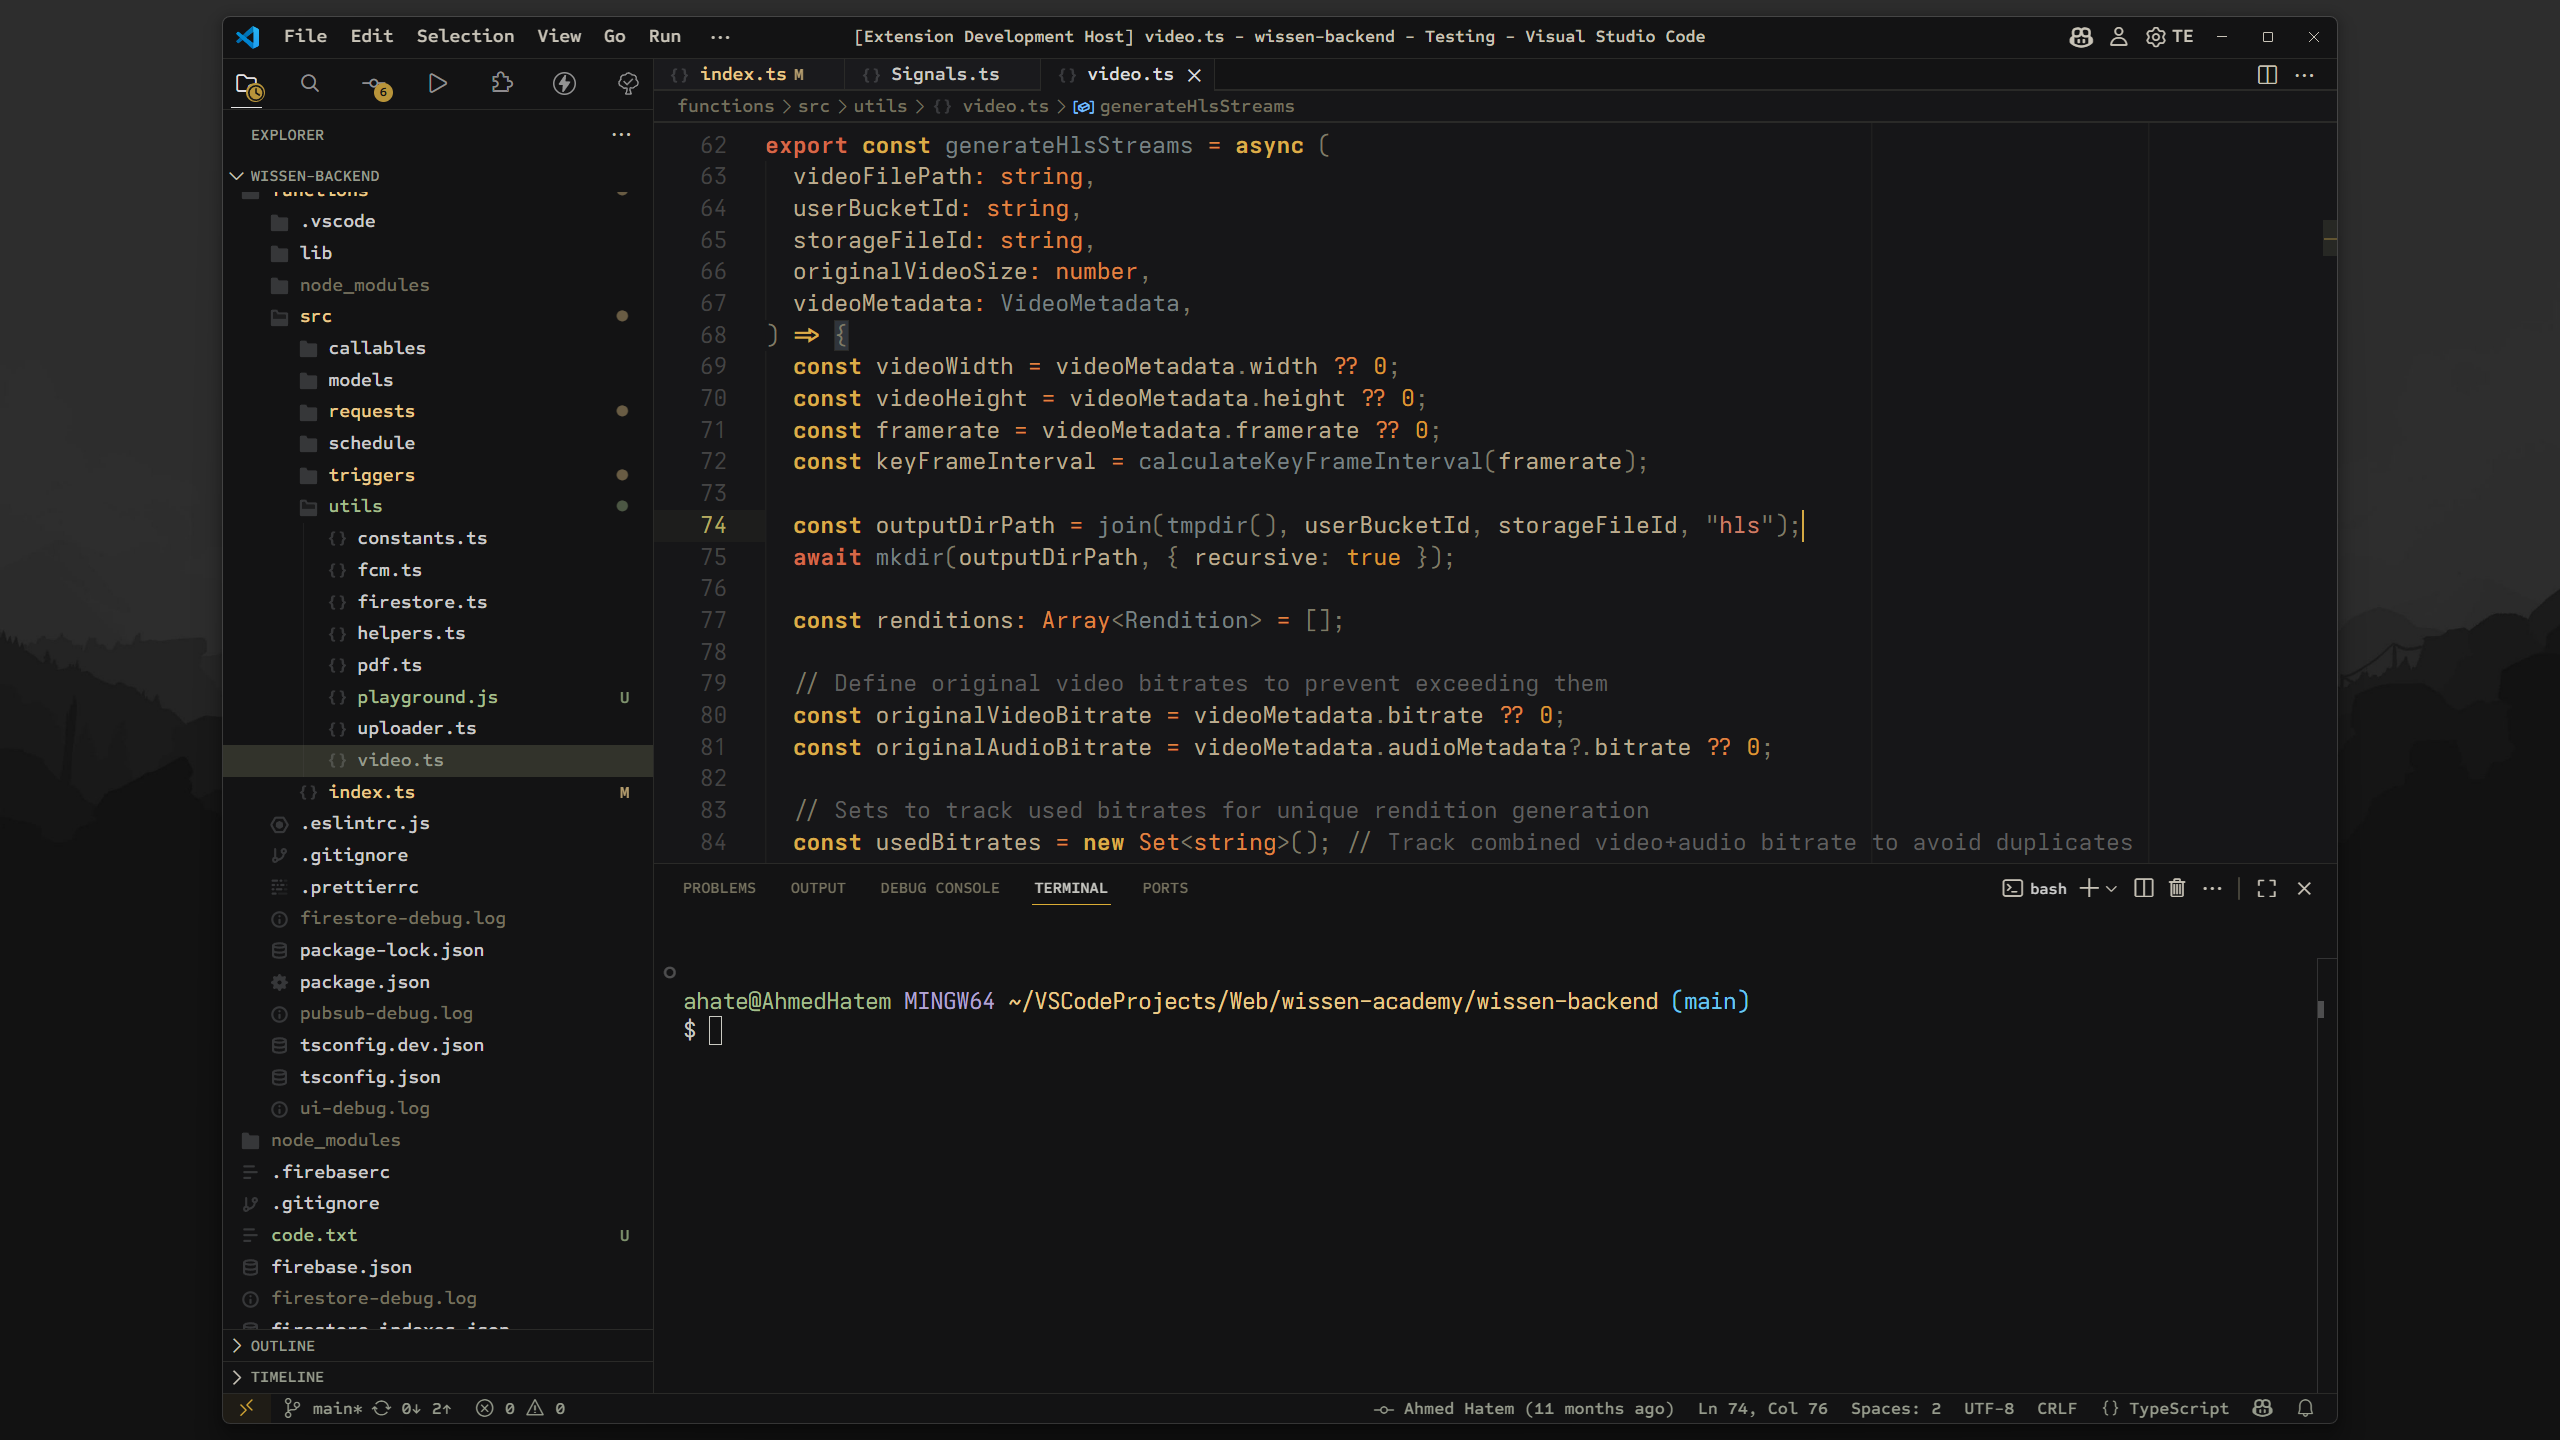 File Edit Selection View Go Run ···
[Extension Development Host] video.ts - wissen-backend - Testing - Visual Studio Code
TE
6
EXPLORER
WISSEN-BACKEND
functions
.vscode
lib
node_modules
src
callables
models
requests
schedule
triggers
utils
constants.ts
fcm.ts
firestore.ts
helpers.ts
pdf.ts
playground.js U
uploader.ts
video.ts
index.ts M
.eslintrc.js
.gitignore
.prettierrc
firestore-debug.log
package-lock.json
package.json
pubsub-debug.log
tsconfig.dev.json
tsconfig.json
ui-debug.log
node_modules
.firebaserc
.gitignore
code.txt U
firebase.json
firestore-debug.log
firestore.indexes.json
OUTLINE
TIMELINE
index.ts M Signals.ts video.ts
functions > src > utils > {} video.ts > generateHlsStreams
62 export const generateHlsStreams = async (
63 videoFilePath: string,
64 userBucketId: string,
65 storageFileId: string,
66 originalVideoSize: number,
67 videoMetadata: VideoMetadata,
68 ) => {
69 const videoWidth = videoMetadata.width ?? 0;
70 const videoHeight = videoMetadata.height ?? 0;
71 const framerate = videoMetadata.framerate ?? 0;
72 const keyFrameInterval = calculateKeyFrameInterval(framerate);
73
74 const outputDirPath = join(tmpdir(), userBucketId, storageFileId, "hls");
75 await mkdir(outputDirPath, { recursive: true });
76
77 const renditions: Array<Rendition> = [];
78
79 // Define original video bitrates to prevent exceeding them
80 const originalVideoBitrate = videoMetadata.bitrate ?? 0;
81 const originalAudioBitrate = videoMetadata.audioMetadata?.bitrate ?? 0;
82
83 // Sets to track used bitrates for unique rendition generation
84 const usedBitrates = new Set<string>(); // Track combined video+audio bitrate to avoid duplicates
PROBLEMS OUTPUT DEBUG CONSOLE TERMINAL PORTS
bash
ahate@AhmedHatem MINGW64 ~/VSCodeProjects/Web/wissen-academy/wissen-backend (main)
$
main* 0↓ 2↑ 0 0
Ahmed Hatem (11 months ago) Ln 74, Col 76 Spaces: 2 UTF-8 CRLF {} TypeScript